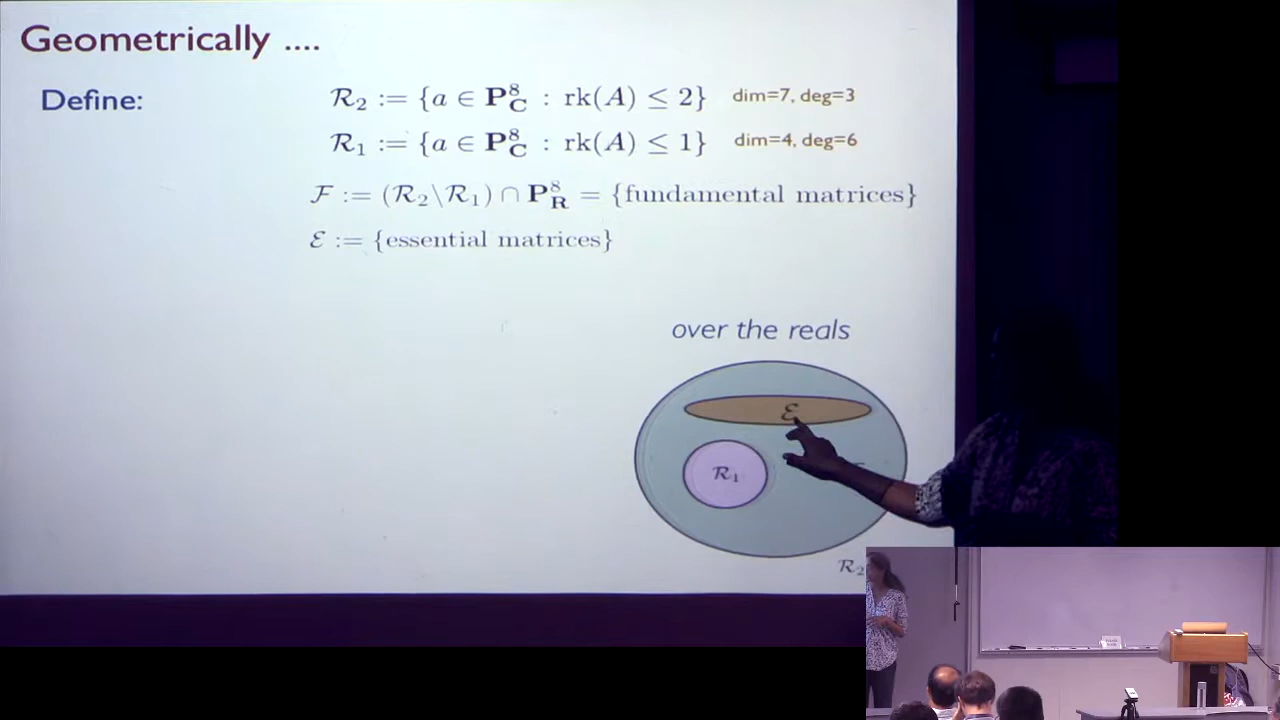 Geometrically ....
Define:
ℛ₂ := {a ∈ 𝐏⁸_𝐂 : rk(A) ≤ 2} dim=7, deg=3
ℛ₁ := {a ∈ 𝐏⁸_𝐂 : rk(A) ≤ 1} dim=4, deg=6
ℱ := (ℛ₂\ℛ₁) ∩ 𝐏⁸_𝐑 = {fundamental matrices}
ℰ := {essential matrices}
over the reals
ℰ
ℛ₁
ℛ₂